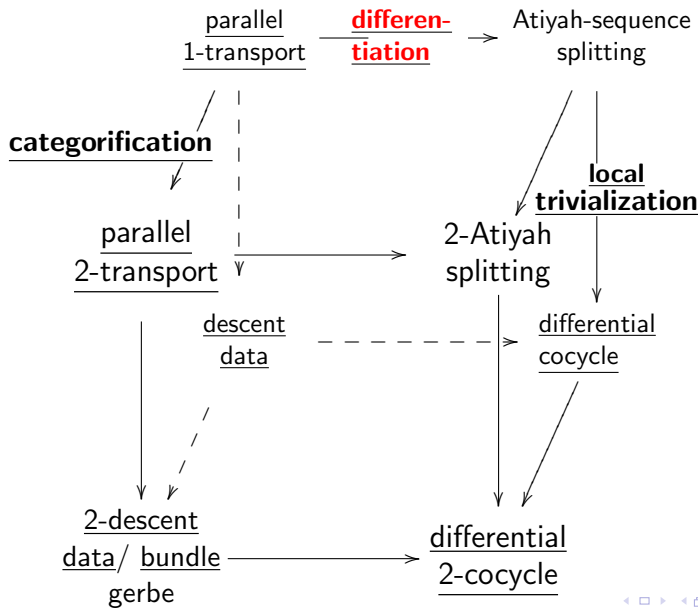 parallel
1-transport
differen-
tiation
Atiyah-sequence
splitting
categorification
local
trivialization
parallel
2-transport
2-Atiyah
splitting
descent
data
differential
cocycle
2-descent
data/ bundle
gerbe
differential
2-cocycle